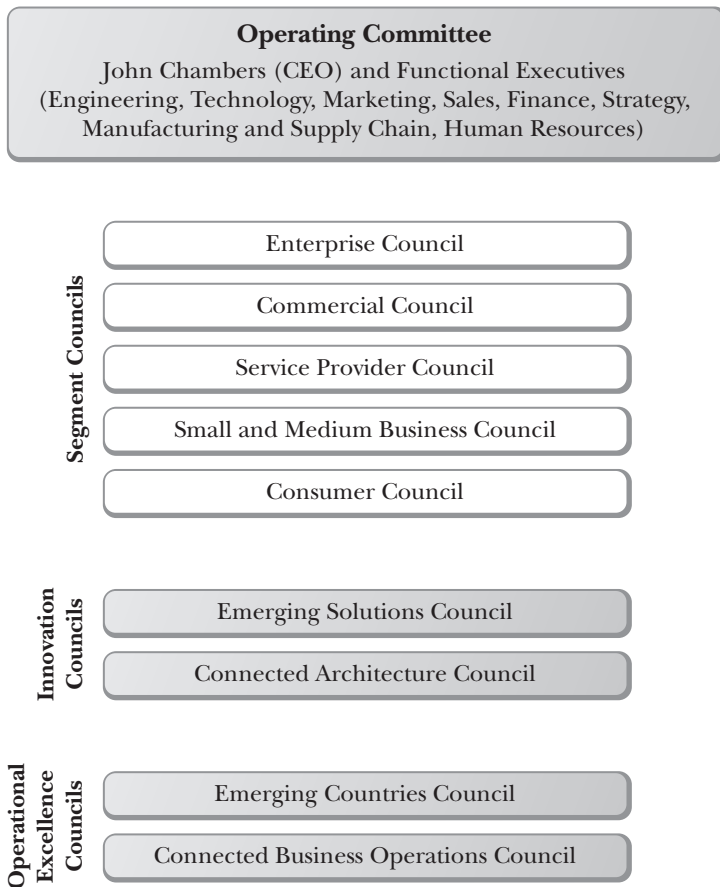 Operating Committee
John Chambers (CEO) and Functional Executives
(Engineering, Technology, Marketing, Sales, Finance, Strategy,
Manufacturing and Supply Chain, Human Resources)
Segment Councils
Enterprise Council
Commercial Council
Service Provider Council
Small and Medium Business Council
Consumer Council
Innovation
Councils
Emerging Solutions Council
Connected Architecture Council
Operational
Excellence
Councils
Emerging Countries Council
Connected Business Operations Council